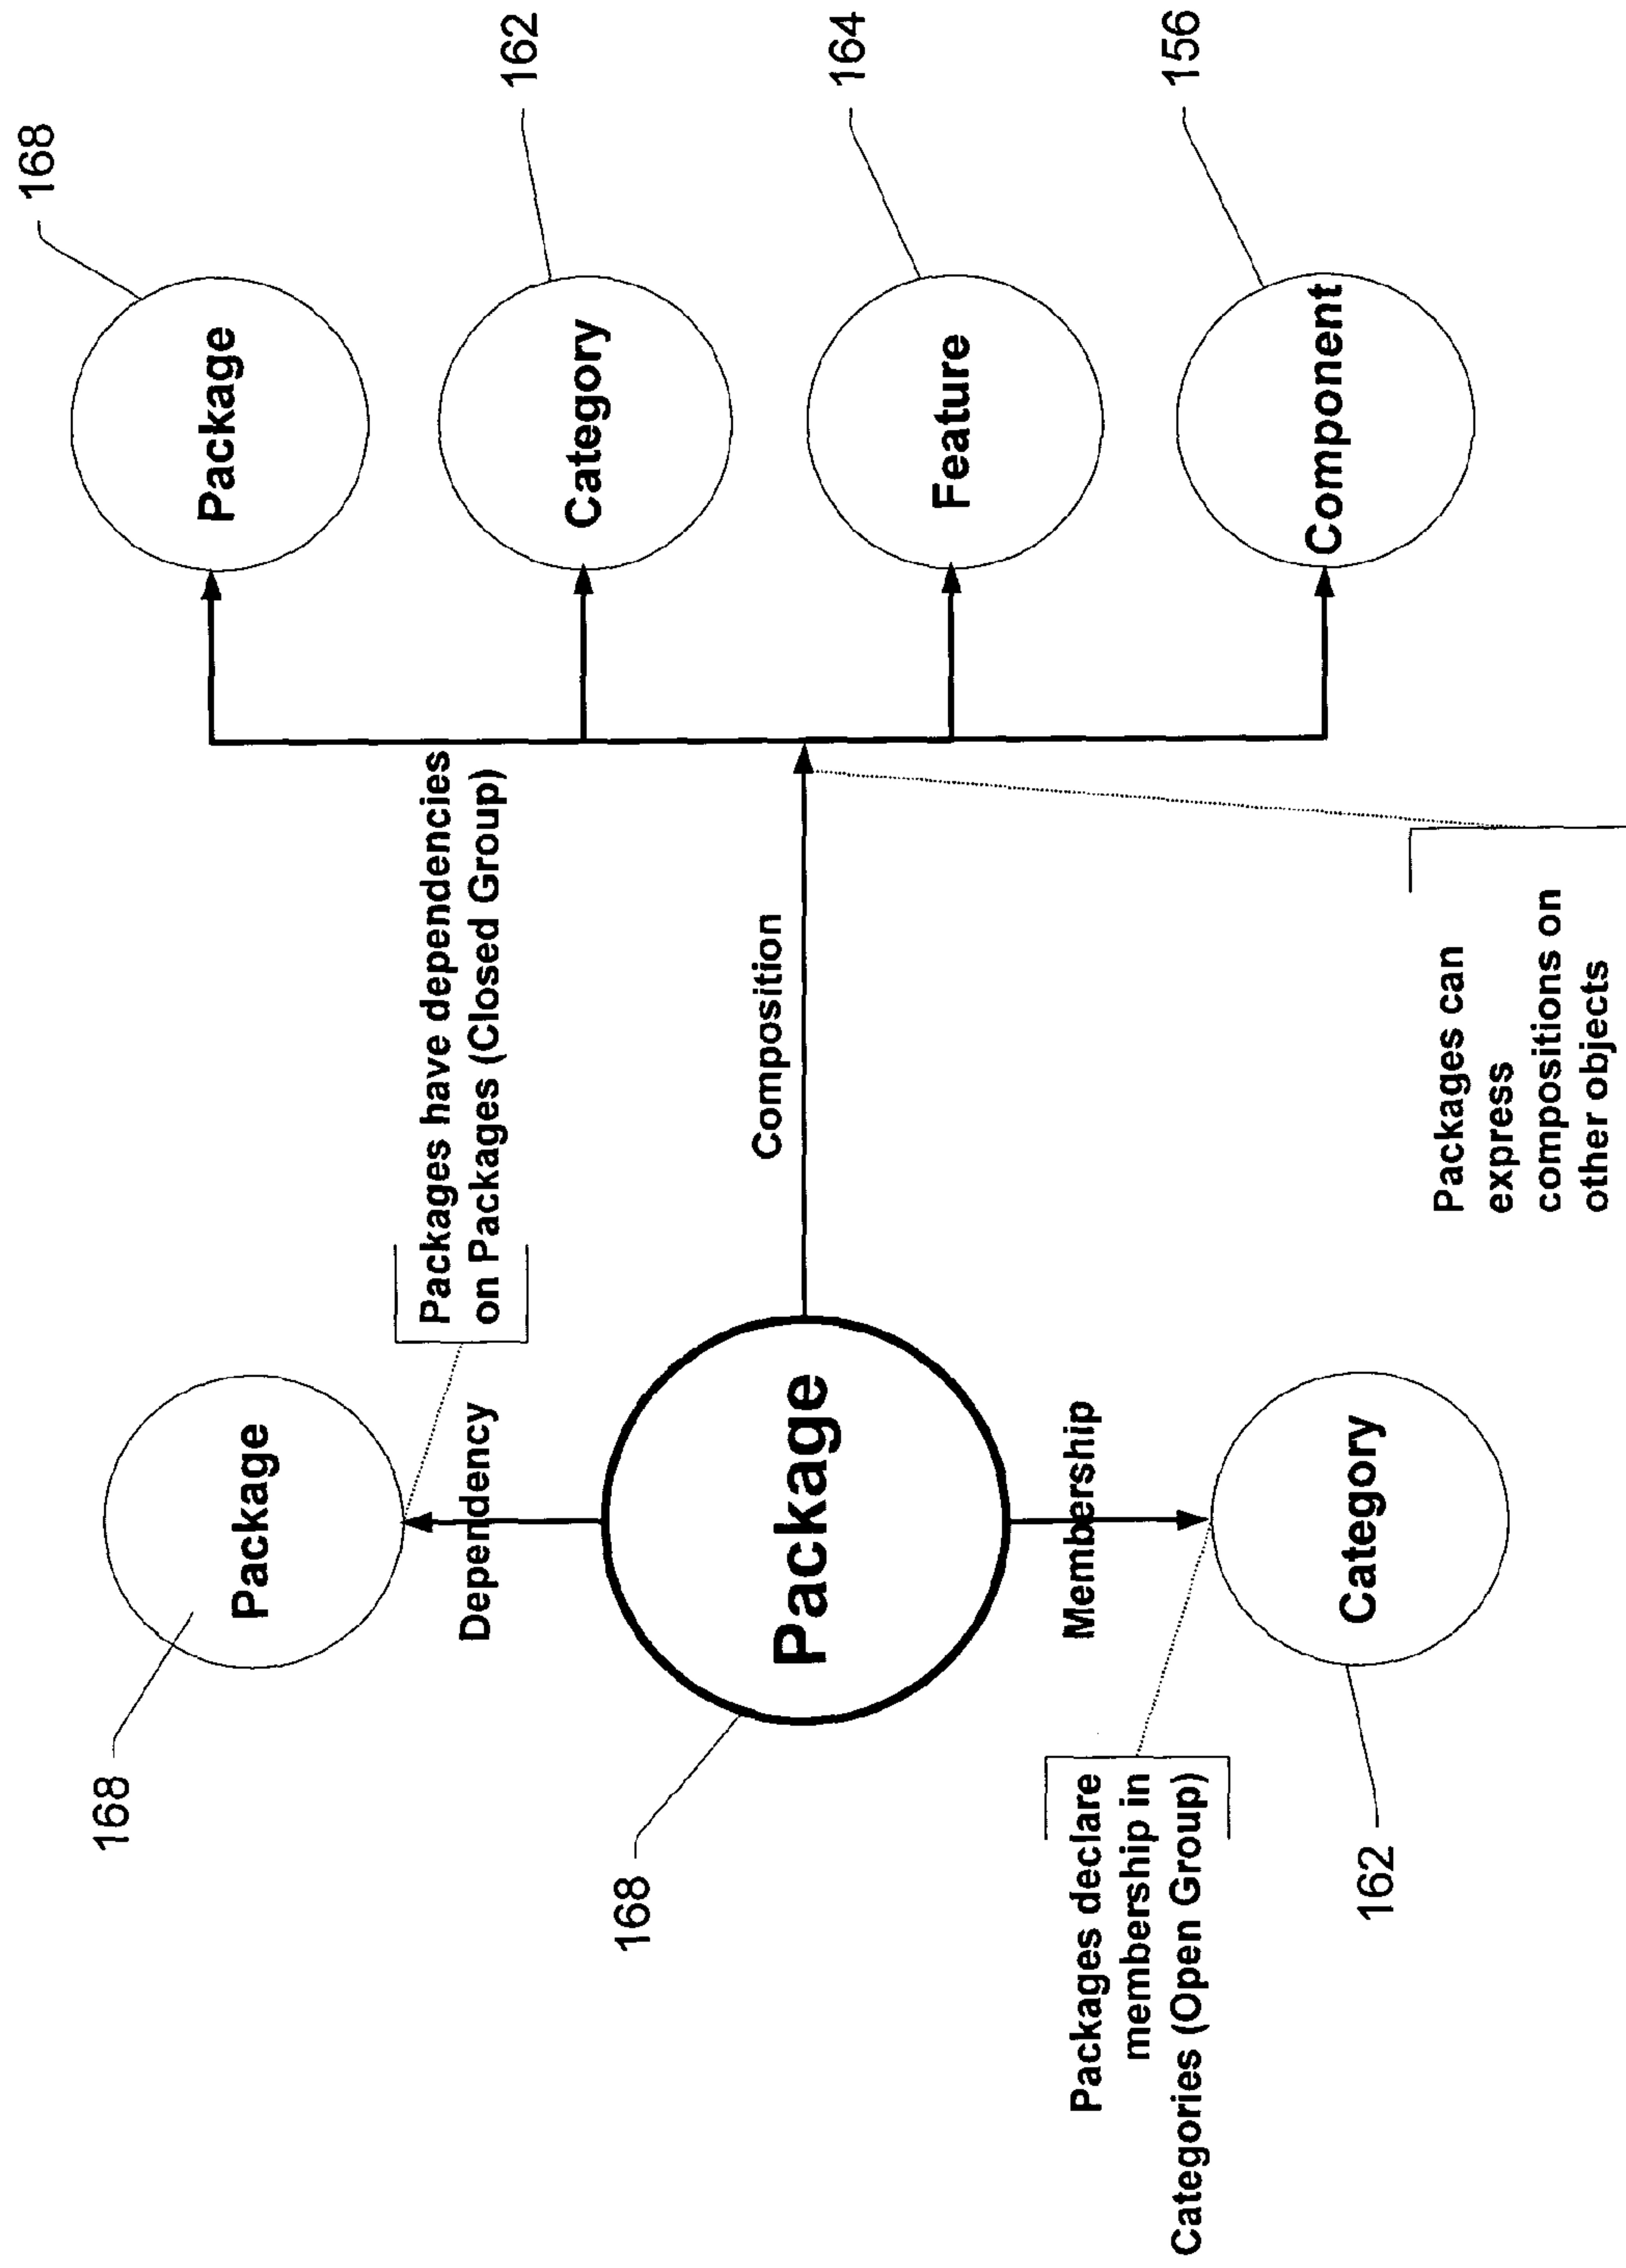 168
168
Package
Package
Packages have dependencies
on Packages (Closed Group)
Dependency
162
Category
168
Package
Composition
164
Feature
Membership
Packages declare
membership in
Categories (Open Group)
162
Category
156
Component
Packages can
express
compositions on
other objects